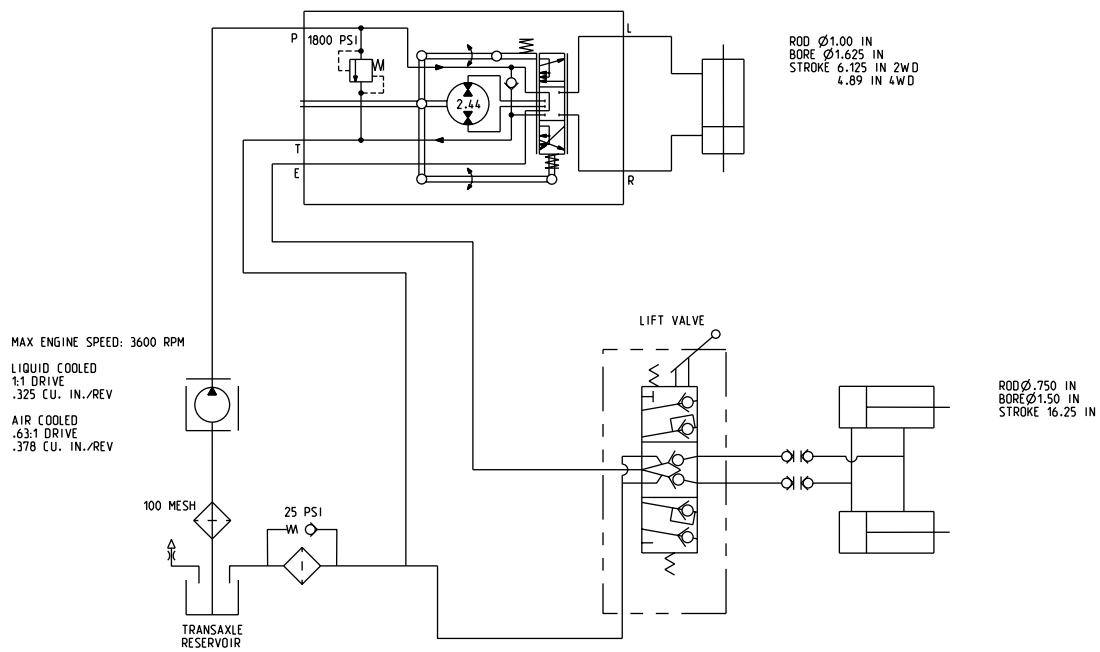 P
1800 PSI
L
ROD Ø1.00 IN
BORE Ø1.625 IN
STROKE 6.125 IN 2WD
4.89 IN 4WD
2.44
T
E
R
LIFT VALVE
MAX ENGINE SPEED: 3600 RPM
LIQUID COOLED
1:1 DRIVE
.325 CU. IN./REV
AIR COOLED
.63:1 DRIVE
.378 CU. IN./REV
RODØ.750 IN
BOREØ1.50 IN
STROKE 16.25 IN
100 MESH
25 PSI
TRANSAXLE
RESERVOIR